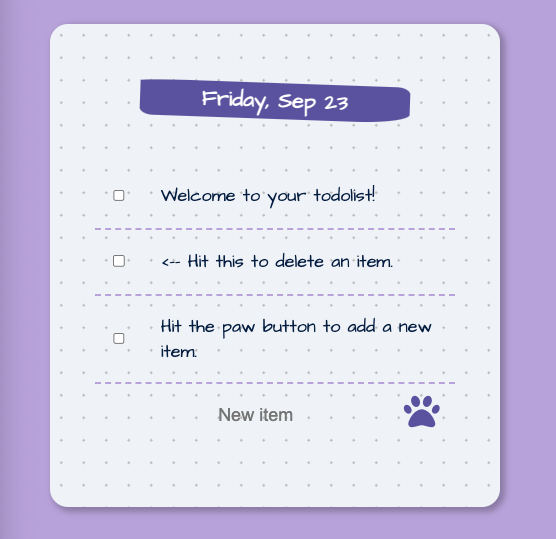 Friday, Sep 23
Welcome to your todolist!
<-- Hit this to delete an item.
Hit the paw button to add a new
item.
New item